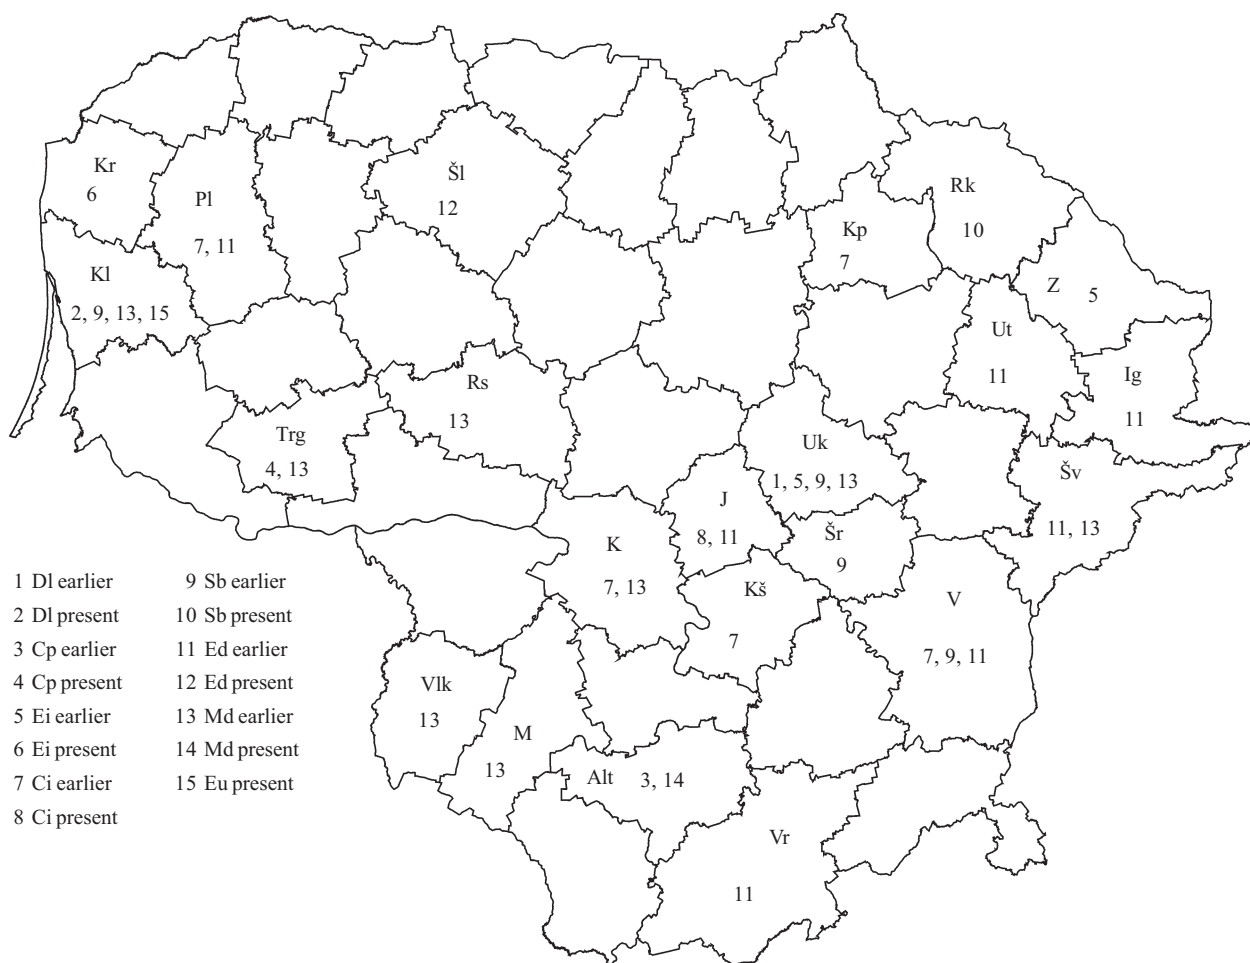 Kr
6
Pl
7, 11
Šl
12
Rk
10
Kp
7
Kl
2, 9, 13, 15
Z
5
Ut
11
Ig
11
Rs
13
Trg
4, 13
Uk
1, 5, 9, 13
Šv
11, 13
J
8, 11
Šr
9
K
7, 13
Kš
7
V
7, 9, 11
Vlk
13
M
13
Alt
3, 14
Vr
11
1 Dl earlier
2 Dl present
3 Cp earlier
4 Cp present
5 Ei earlier
6 Ei present
7 Ci earlier
8 Ci present
9 Sb earlier
10 Sb present
11 Ed earlier
12 Ed present
13 Md earlier
14 Md present
15 Eu present